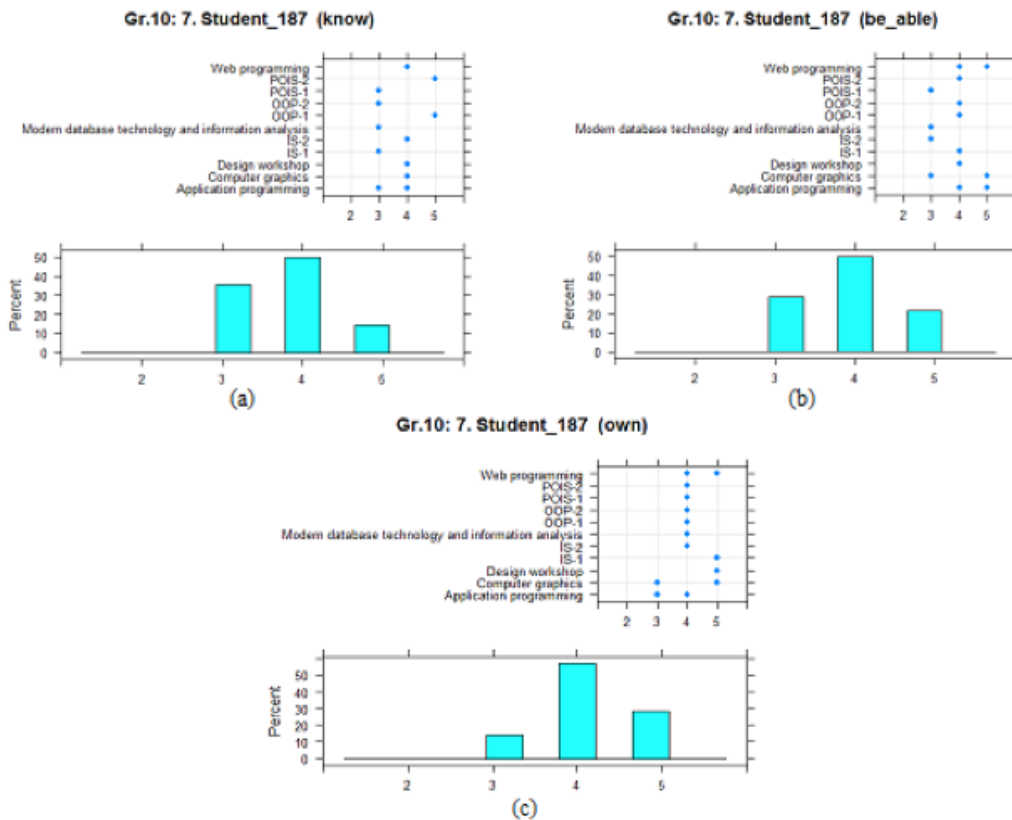 Gr.10: 7. Student_187 (know)
Web programming
POIS-2
POIS-1
OOP-2
OOP-1
Modern database technology and information analysis
IS-2
IS-1
Design workshop
Computer graphics
Application programming
2 3 4 5
Percent
50
40
30
20
10
0
2 3 4 5
(a)
Gr.10: 7. Student_187 (be_able)
Web programming
POIS-2
POIS-1
OOP-2
OOP-1
Modern database technology and information analysis
IS-2
IS-1
Design workshop
Computer graphics
Application programming
2 3 4 5
Percent
50
40
30
20
10
0
2 3 4 5
(b)
Gr.10: 7. Student_187 (own)
Web programming
POIS-2
POIS-1
OOP-2
OOP-1
Modern database technology and information analysis
IS-2
IS-1
Design workshop
Computer graphics
Application programming
2 3 4 5
Percent
50
40
30
20
10
0
2 3 4 5
(c)